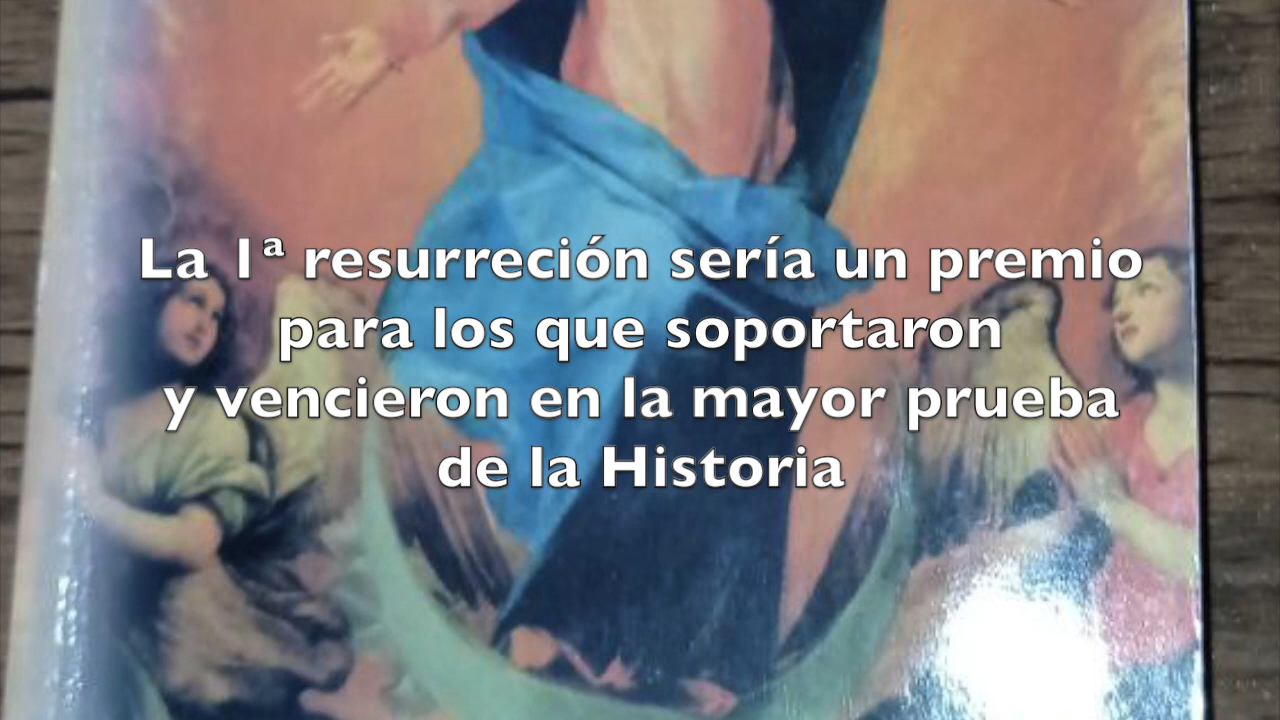 La 1ª resurreción sería un premio
para los que soportaron
y vencieron en la mayor prueba
de la Historia